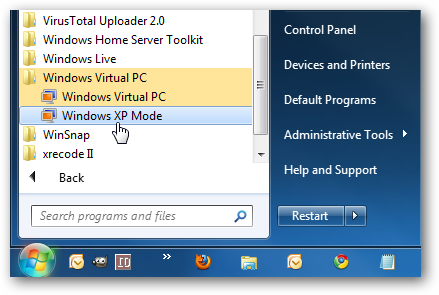 VirusTotal Uploader 2.0
Windows Home Server Toolkit
Windows Live
Windows Virtual PC
Windows Virtual PC
Windows XP Mode
WinSnap
xrecode II
Back
Search programs and files
Control Panel
Devices and Printers
Default Programs
Administrative Tools
Help and Support
Restart